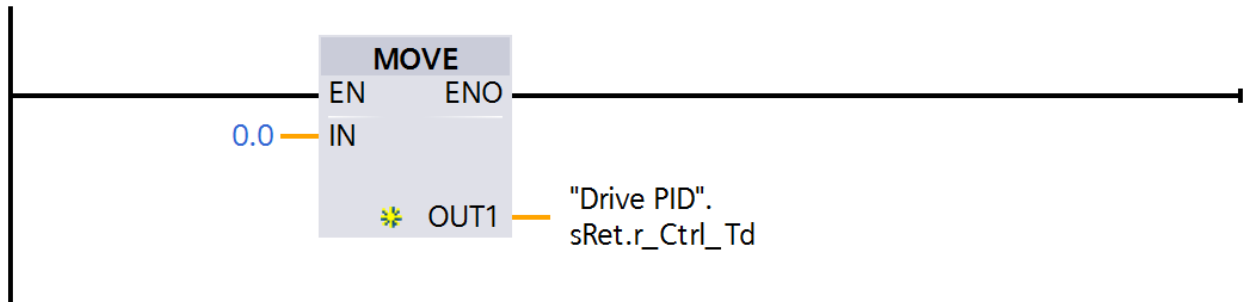 MOVE
EN ENO
0.0 IN
OUT1 "Drive PID".
sRet.r_Ctrl_Td